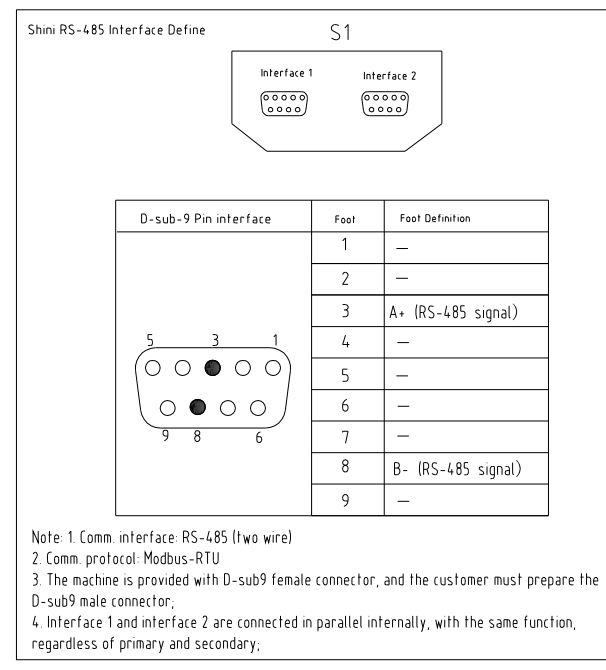 Shini RS-485 Interface Define
S1
Interface 1 Interface 2
D-sub-9 Pin interface Foot Foot Definition
1 —
2 —
3 A+ (RS-485 signal)
4 —
5 —
6 —
7 —
8 B- (RS-485 signal)
9 —
5 3 1
9 8 6
Note: 1. Comm. interface: RS-485 (two wire)
2. Comm. protocol: Modbus-RTU
3. The machine is provided with D-sub9 female connector, and the customer must prepare the
D-sub9 male connector;
4. Interface 1 and interface 2 are connected in parallel internally, with the same function,
regardless of primary and secondary;